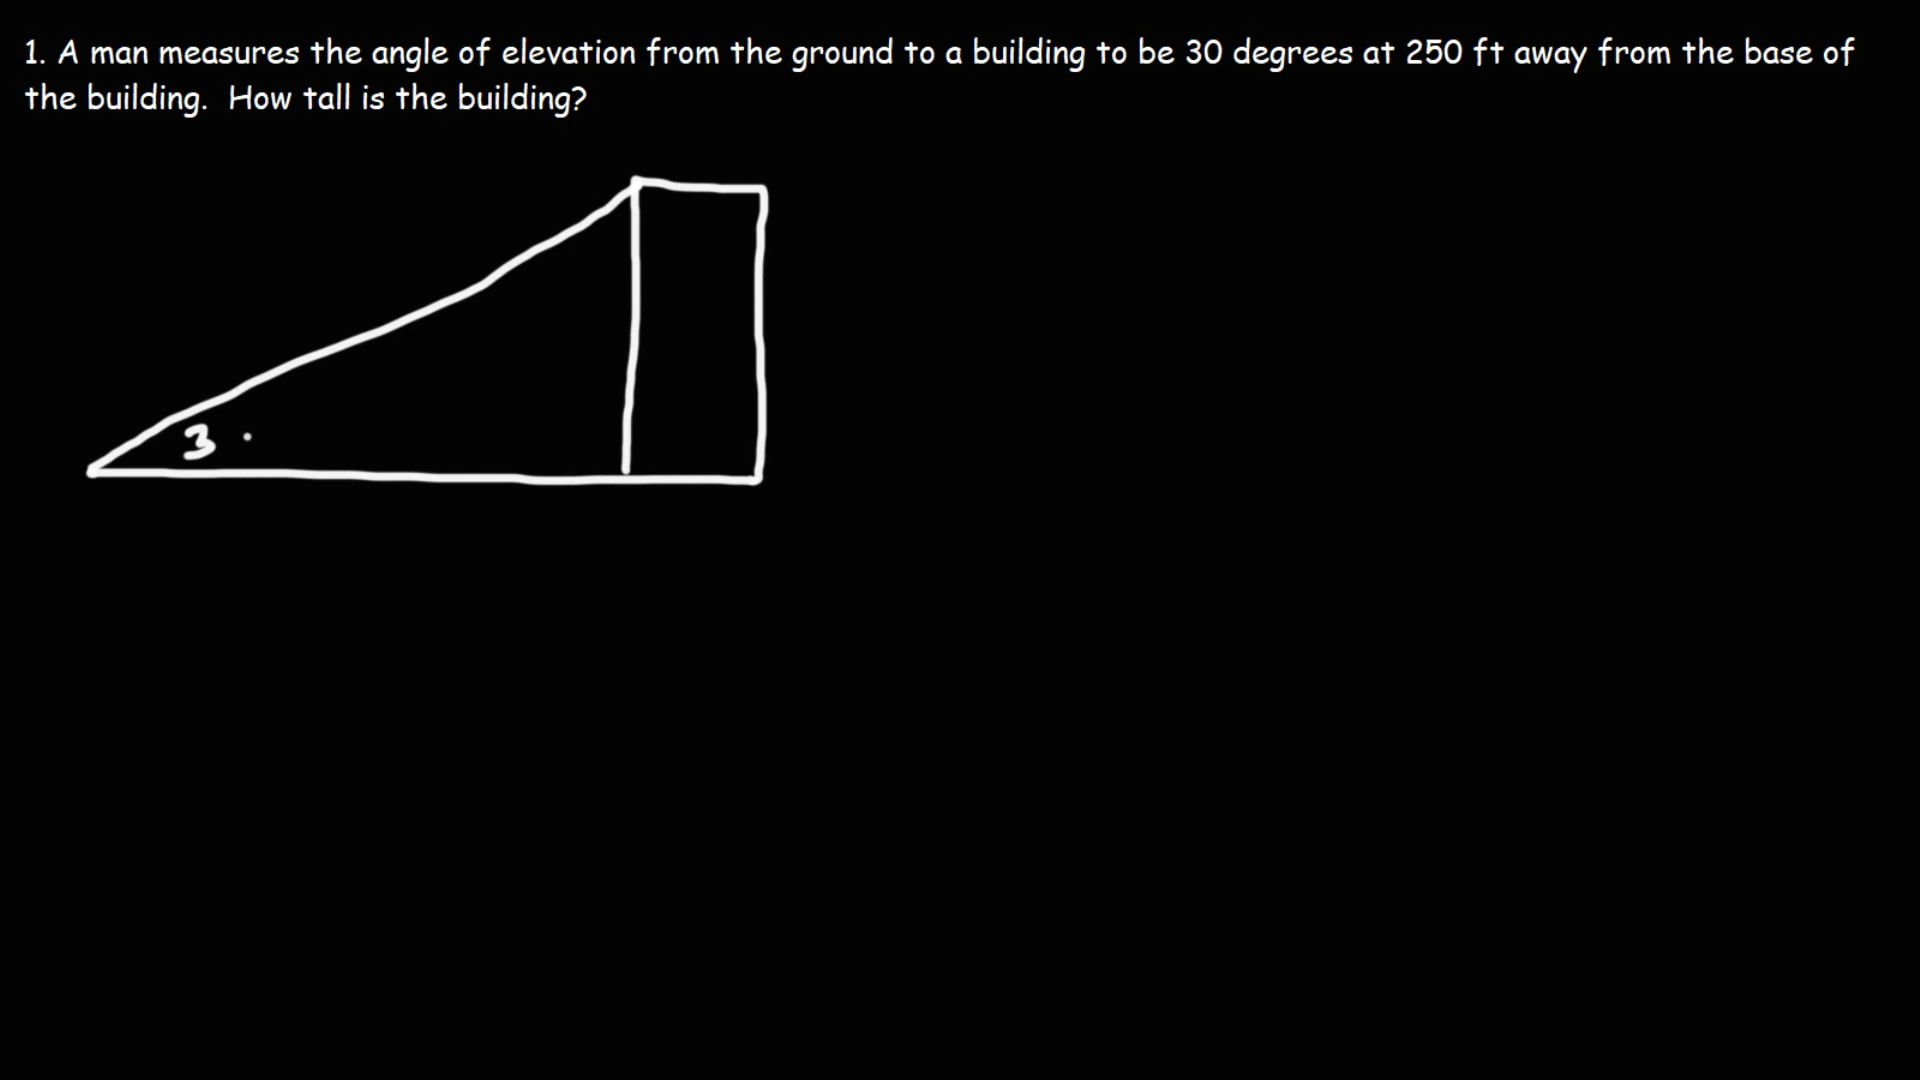 1. A man measures the angle of elevation from the ground to a building to be 30 degrees at 250 ft away from the base of
the building. How tall is the building?
3